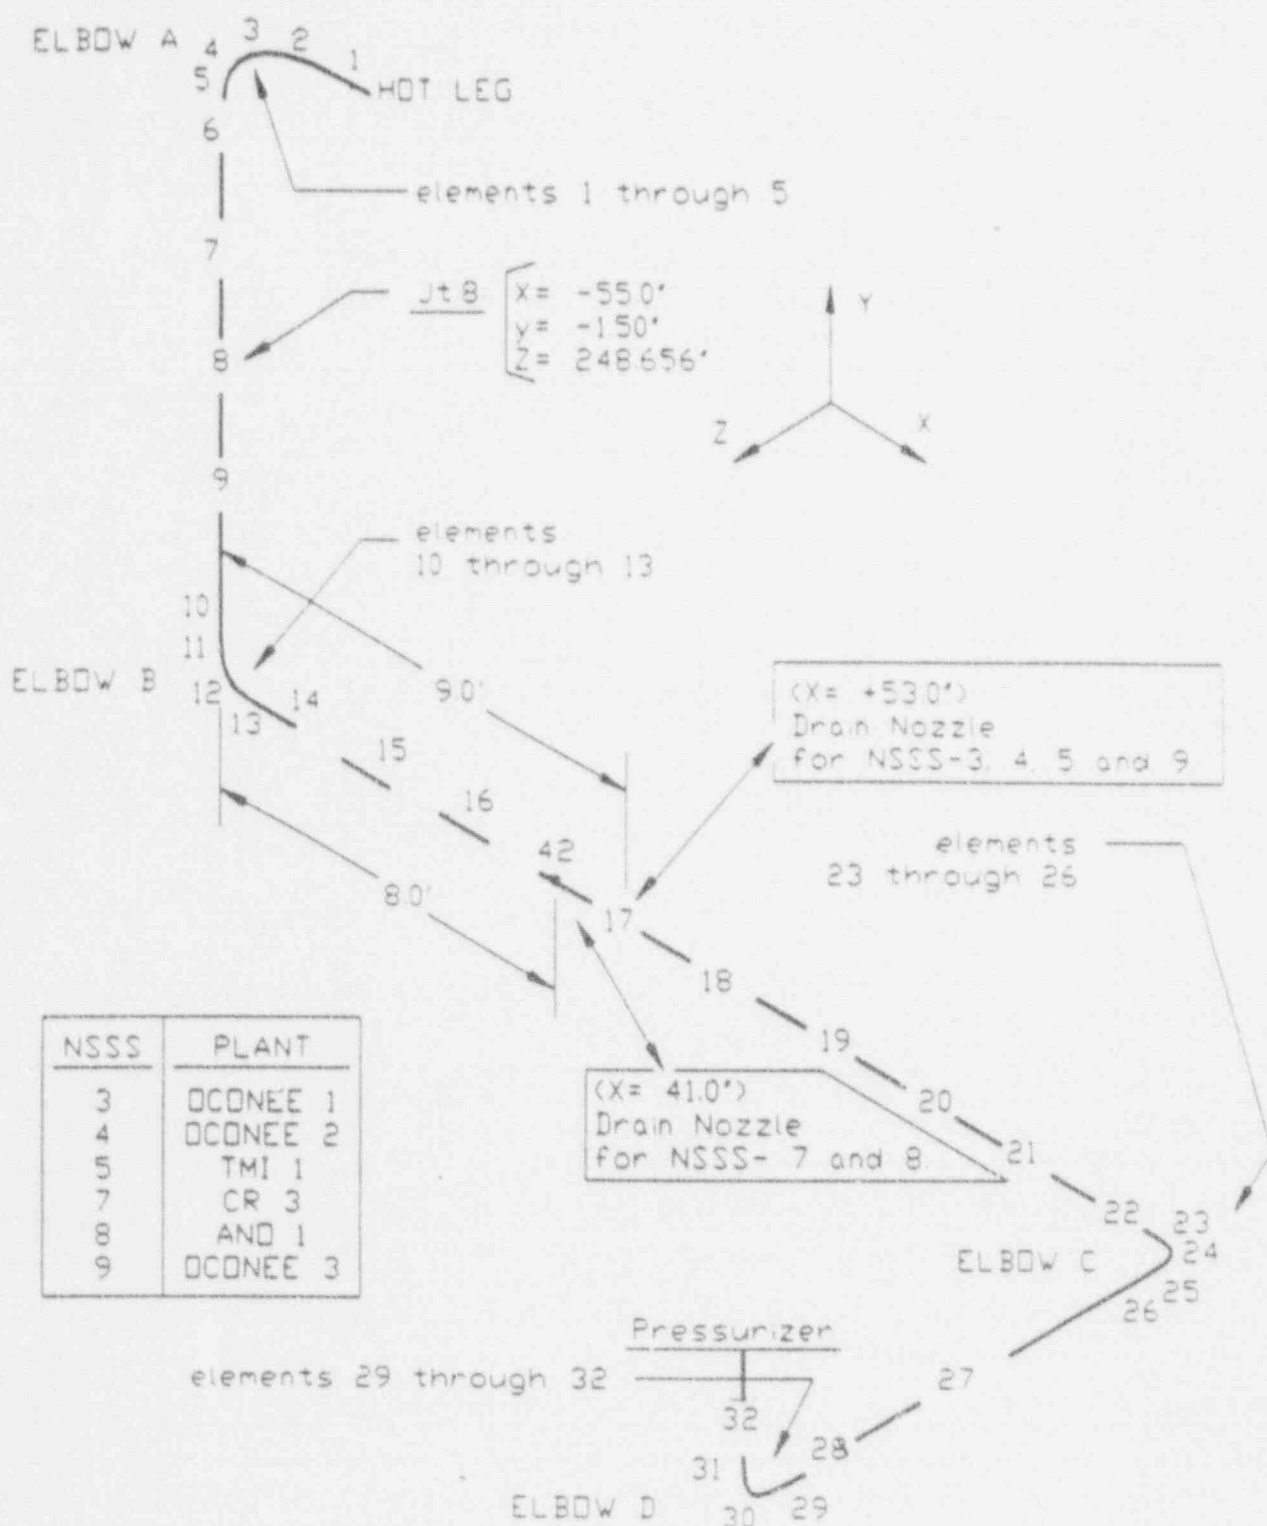 ELBOW A
3
2
4
1
5
HOT LEG
6
elements 1 through 5
7
Jt 8
X= -55.0"
y= -1.50"
Z= 248.656"
Y
8
Z
X
9
elements
10 through 13
10
11
ELBOW B
12
13
14
9.0'
(X= +53.0")
Drain Nozzle
for NSSS-3, 4, 5 and 9
15
16
42
elements
23 through 26
8.0'
17
18
19
NSSS PLANT
3 OCONEE 1
4 OCONEE 2
5 TMI 1
7 CR 3
8 ANO 1
9 OCONEE 3
(X= 41.0")
Drain Nozzle
for NSSS- 7 and 8.
20
21
22
23
24
ELBOW C
25
26
Pressurizer
elements 29 through 32
27
32
28
31
ELBOW D
30
29